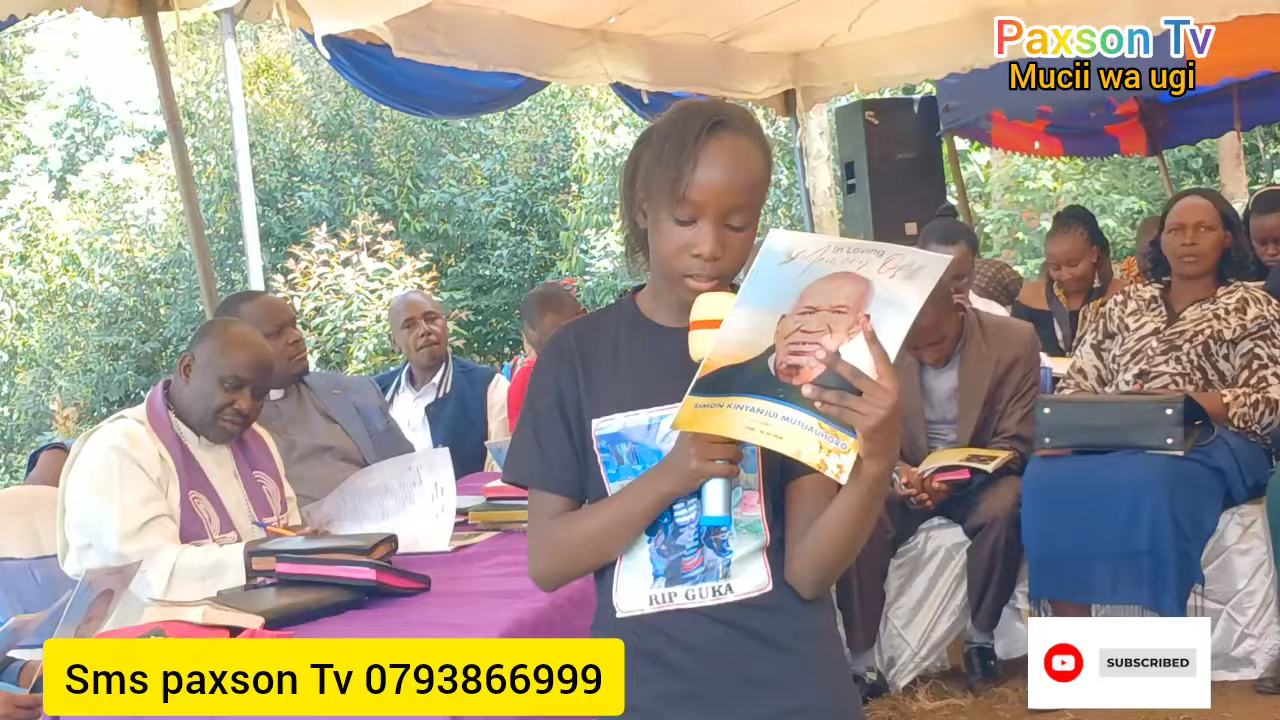 Paxson Tv
Mucii wa ugi
In Loving
SIMON KINYANJUI MUTUAUHORO
RIP GUKA
Sms paxson Tv 0793866999
SUBSCRIBED